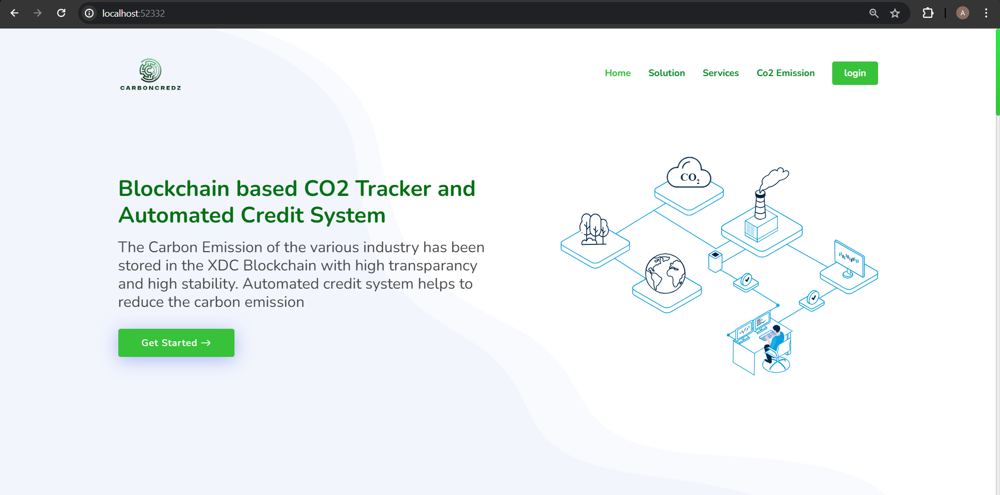 localhost:52332
A
CARBONCREDZ
Home Solution Services Co2 Emission login
Blockchain based CO2 Tracker and
Automated Credit System
The Carbon Emission of the various industry has been
stored in the XDC Blockchain with high transparancy
and high stability. Automated credit system helps to
reduce the carbon emission
Get Started →
CO2